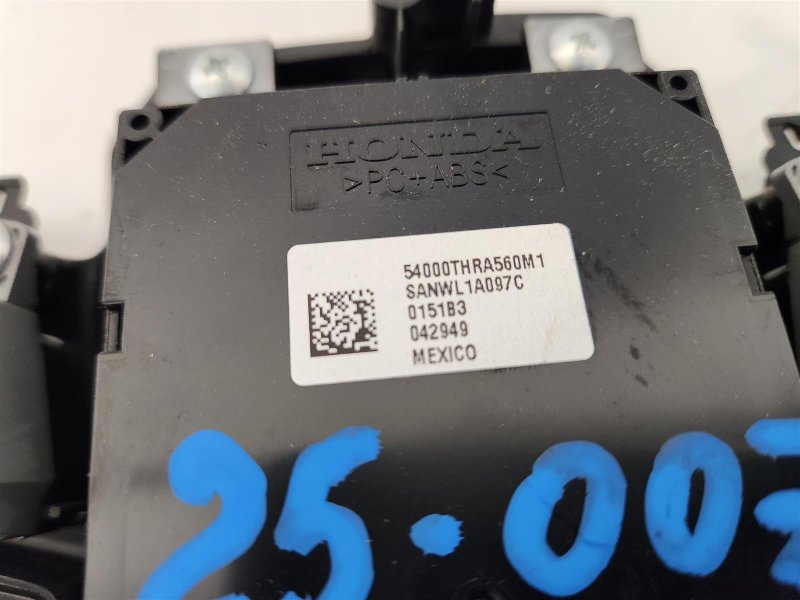 HONDA
>PC+ABS<
54000THRA560M1
SANWL1A097C
0151B3
042949
MEXICO
25-00